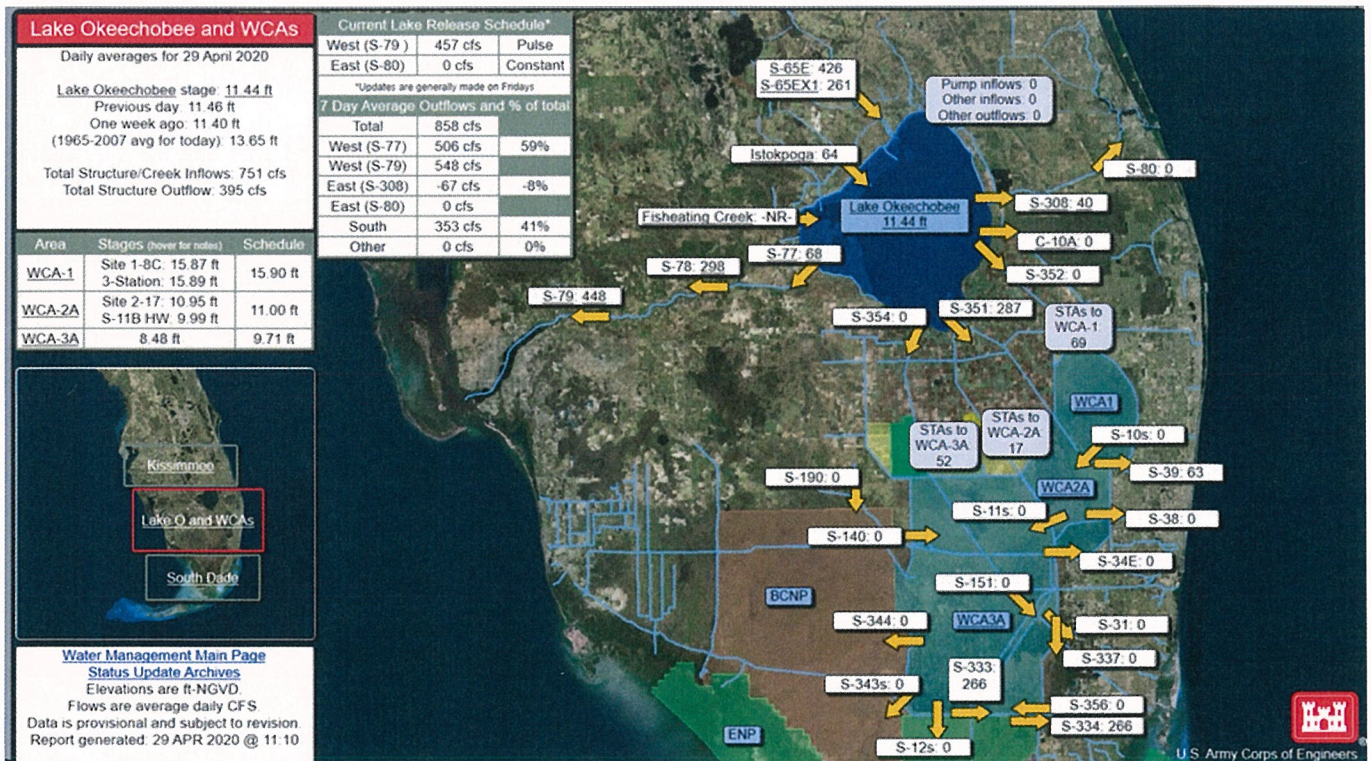 Lake Okeechobee and WCAs
Daily averages for 29 April 2020
Lake Okeechobee stage: 11.44 ft
Previous day: 11.46 ft
One week ago: 11.40 ft
(1965-2007 avg for today): 13.65 ft
Total Structure/Creek Inflows: 751 cfs
Total Structure Outflow: 395 cfs
Area Stages (hover for notes) Schedule
WCA-1 Site 1-8C: 15.87 ft 15.90 ft
3-Station: 15.89 ft
WCA-2A Site 2-17: 10.95 ft 11.00 ft
S-11B HW: 9.99 ft
WCA-3A 8.48 ft 9.71 ft
Current Lake Release Schedule*
West (S-79 ) 457 cfs Pulse
East (S-80) 0 cfs Constant
*Updates are generally made on Fridays
7 Day Average Outflows and % of total
Total 858 cfs
West (S-77) 506 cfs 59%
West (S-79) 548 cfs
East (S-308) -67 cfs -8%
East (S-80) 0 cfs
South 353 cfs 41%
Other 0 cfs 0%
S-65E: 426
S-65EX1: 261
Pump inflows: 0
Other inflows: 0
Other outflows: 0
Istokpoga: 64
S-80: 0
Fisheating Creek: -NR-
Lake Okeechobee
11.44 ft
S-308: 40
C-10A: 0
S-77: 68
S-352: 0
S-78: 298
S-79: 448
S-354: 0
S-351: 287
STAs to
WCA-1:
69
WCA1
STAs to
WCA-3A
52
STAs to
WCA-2A:
17
S-10s: 0
S-39: 63
S-190: 0
WCA2A
S-11s: 0
S-38: 0
S-140: 0
S-34E: 0
S-151: 0
BCNP
S-344: 0
WCA3A
S-31: 0
S-337: 0
S-333:
266
S-343s: 0
S-356: 0
S-334: 266
ENP
S-12s: 0
Kissimmee
Lake O and WCAs
South Dade
Water Management Main Page
Status Update Archives
Elevations are ft-NGVD.
Flows are average daily CFS.
Data is provisional and subject to revision.
Report generated: 29 APR 2020 @ 11:10
U.S. Army Corps of Engineers ®